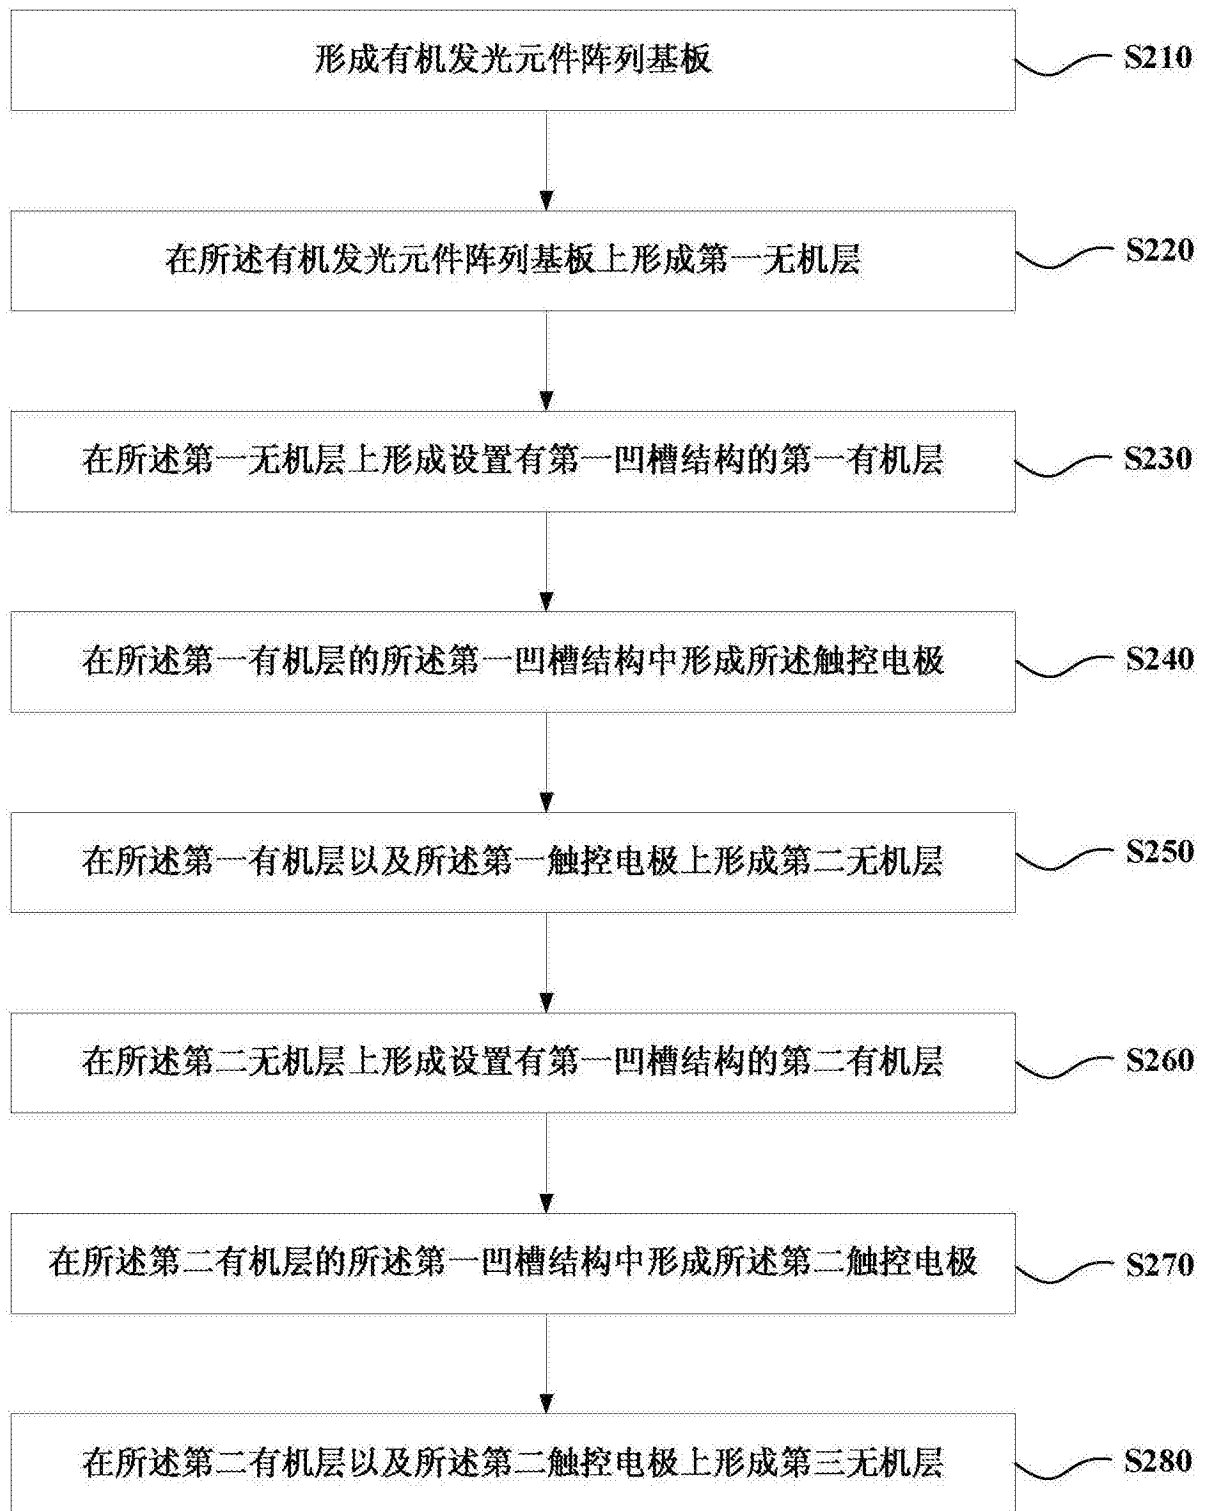 形成有机发光元件阵列基板
S210
在所述有机发光元件阵列基板上形成第一无机层
S220
在所述第一无机层上形成设置有第一凹槽结构的第一有机层
S230
在所述第一有机层的所述第一凹槽结构中形成所述触控电极
S240
在所述第一有机层以及所述第一触控电极上形成第二无机层
S250
在所述第二无机层上形成设置有第一凹槽结构的第二有机层
S260
在所述第二有机层的所述第一凹槽结构中形成所述第二触控电极
S270
在所述第二有机层以及所述第二触控电极上形成第三无机层
S280